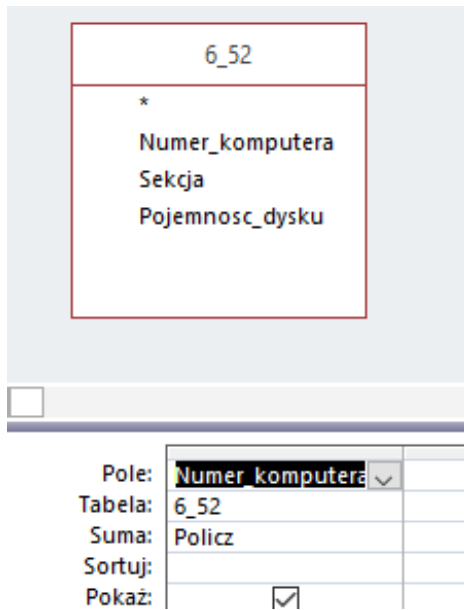 6_52
*
Numer_komputera
Sekcja
Pojemnosc_dysku
Pole: Numer_komputera
Tabela: 6_52
Suma: Policz
Sortuj:
Pokaż: